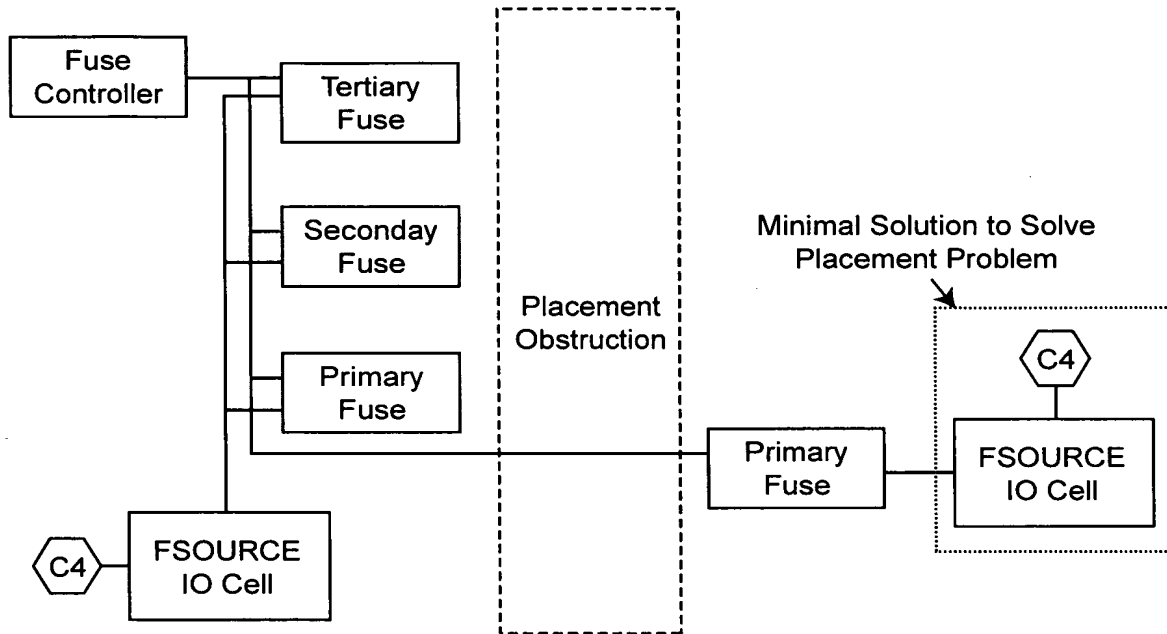 Fuse
Controller
Tertiary
Fuse
Seconday
Fuse
Primary
Fuse
C4
FSOURCE
IO Cell
Placement
Obstruction
Primary
Fuse
Minimal Solution to Solve
Placement Problem
C4
FSOURCE
IO Cell